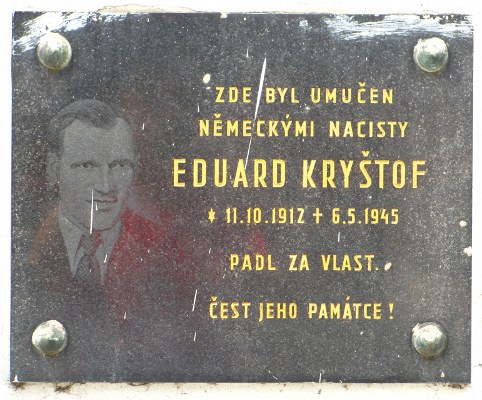 ZDE BYL UMUČEN
NĚMECKÝMI NACISTY
EDUARD KRYŠTOF
* 11.10.1912 + 6.5.1945
PADL ZA VLAST.
ČEST JEHO PAMÁTCE!